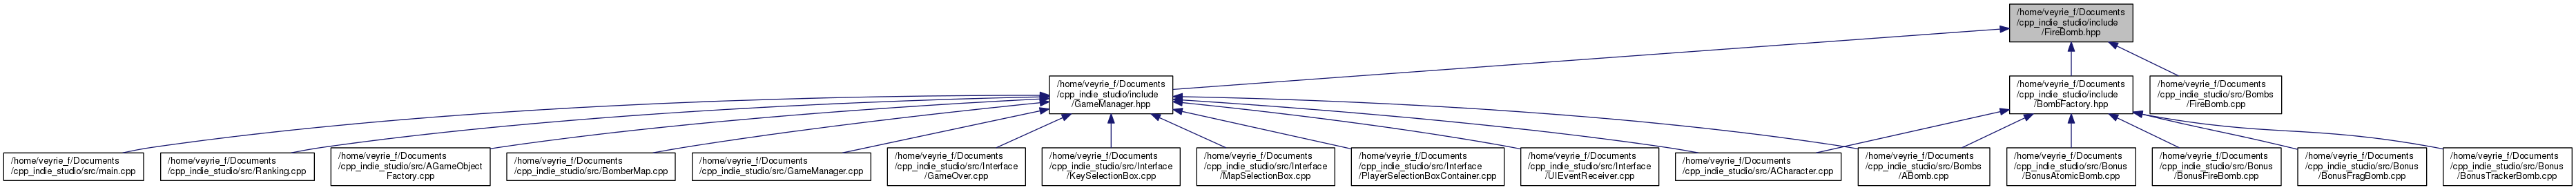 /home/veyrie_f/Documents
/cpp_indie_studio/include
/FireBomb.hpp
/home/veyrie_f/Documents
/cpp_indie_studio/include
/GameManager.hpp
/home/veyrie_f/Documents
/cpp_indie_studio/include
/BombFactory.hpp
/home/veyrie_f/Documents
/cpp_indie_studio/src/Bombs
/FireBomb.cpp
/home/veyrie_f/Documents
/cpp_indie_studio/src/main.cpp
/home/veyrie_f/Documents
/cpp_indie_studio/src/Ranking.cpp
/home/veyrie_f/Documents
/cpp_indie_studio/src/AGameObject
Factory.cpp
/home/veyrie_f/Documents
/cpp_indie_studio/src/BomberMap.cpp
/home/veyrie_f/Documents
/cpp_indie_studio/src/GameManager.cpp
/home/veyrie_f/Documents
/cpp_indie_studio/src/Interface
/GameOver.cpp
/home/veyrie_f/Documents
/cpp_indie_studio/src/Interface
/KeySelectionBox.cpp
/home/veyrie_f/Documents
/cpp_indie_studio/src/Interface
/MapSelectionBox.cpp
/home/veyrie_f/Documents
/cpp_indie_studio/src/Interface
/PlayerSelectionBoxContainer.cpp
/home/veyrie_f/Documents
/cpp_indie_studio/src/Interface
/UIEventReceiver.cpp
/home/veyrie_f/Documents
/cpp_indie_studio/src/ACharacter.cpp
/home/veyrie_f/Documents
/cpp_indie_studio/src/Bombs
/ABomb.cpp
/home/veyrie_f/Documents
/cpp_indie_studio/src/Bonus
/BonusAtomicBomb.cpp
/home/veyrie_f/Documents
/cpp_indie_studio/src/Bonus
/BonusFireBomb.cpp
/home/veyrie_f/Documents
/cpp_indie_studio/src/Bonus
/BonusFragBomb.cpp
/home/veyrie_f/Documents
/cpp_indie_studio/src/Bonus
/BonusTrackerBomb.cpp